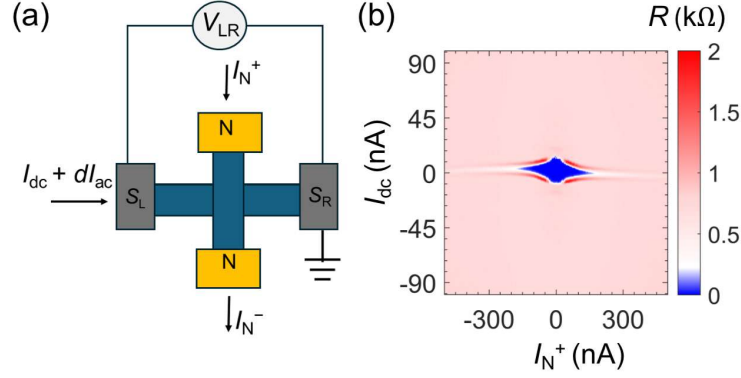 (a)
V_LR
I_N^+
N
I_dc + dI_ac
S_L
S_R
N
I_N^-
(b)
R (kΩ)
90
45
0
-45
-90
I_dc (nA)
-300 0 300
I_N^+ (nA)
2
1.5
1
0.5
0